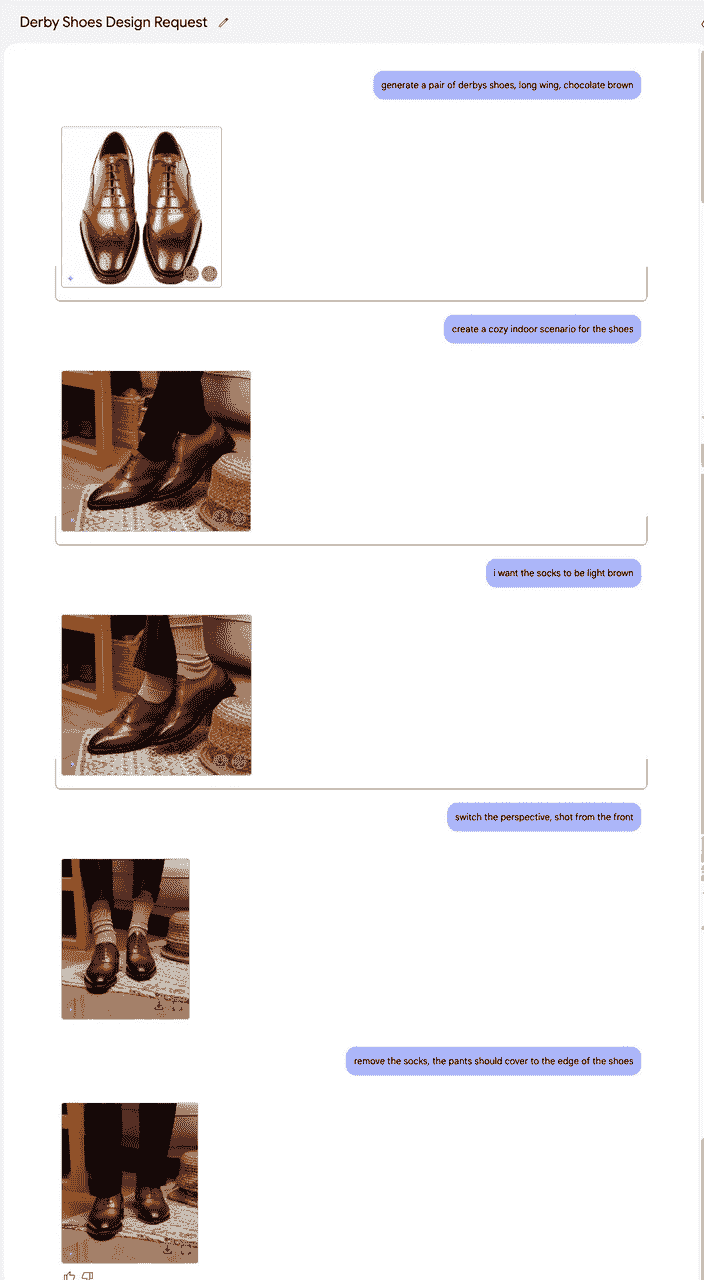 Derby Shoes Design Request
generate a pair of derbys shoes, long wing, chocolate brown
create a cozy indoor scenario for the shoes
i want the socks to be light brown
switch the perspective, shot from the front
remove the socks, the pants should cover to the edge of the shoes